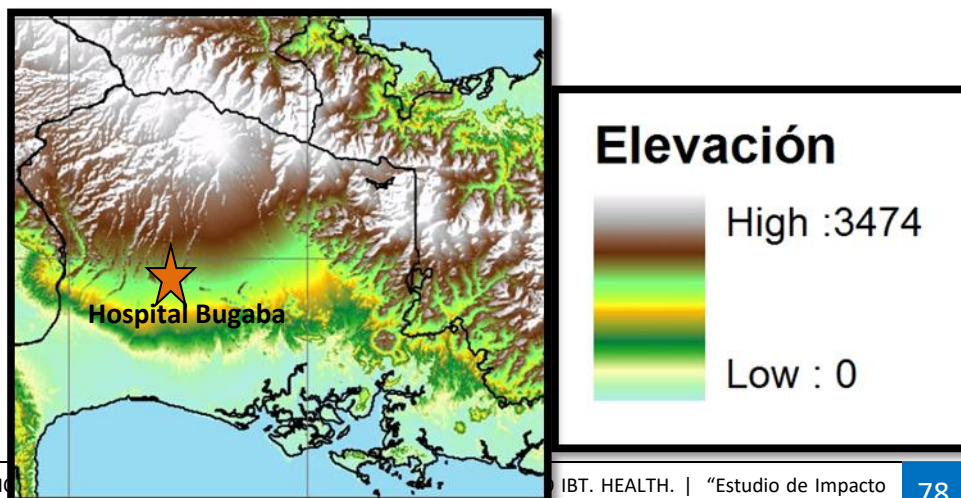 Hospital Bugaba
Elevación
High :3474
Low : 0
IBT. HEALTH. | “Estudio de Impacto
78